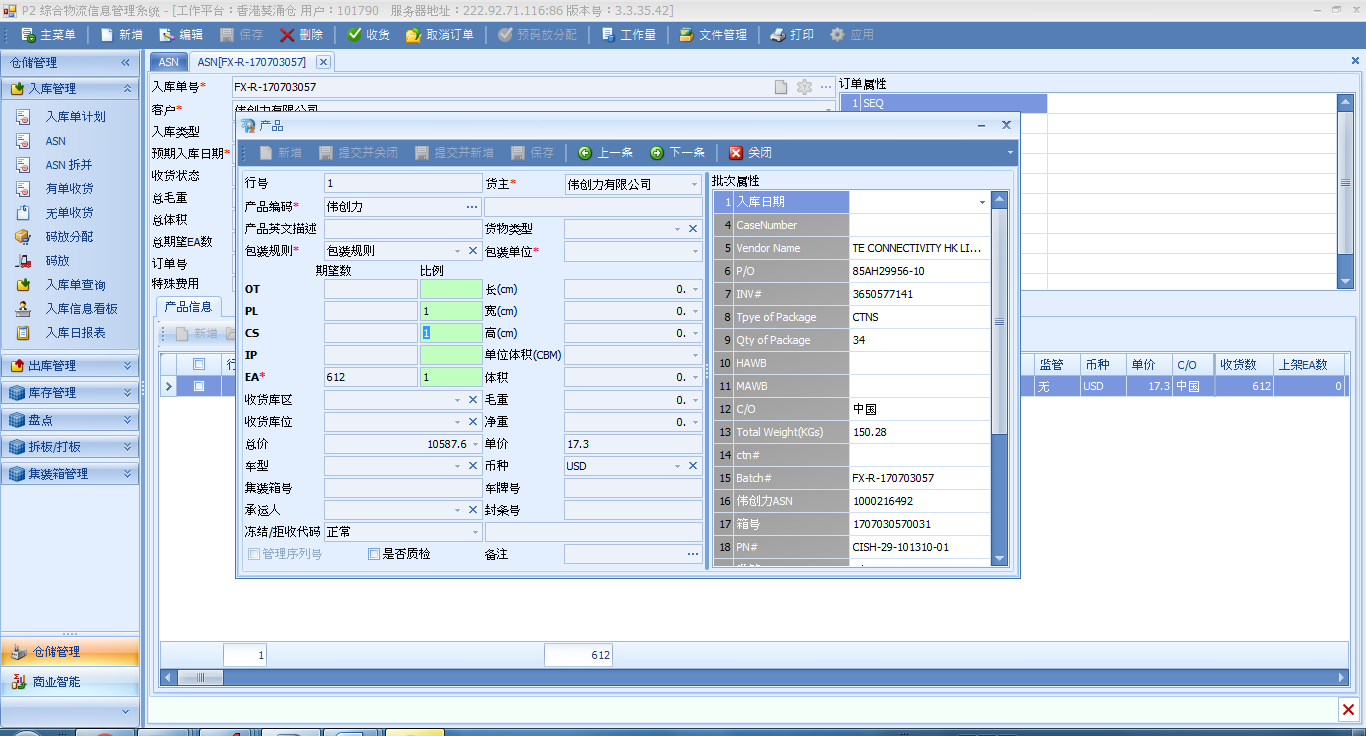 P2 综合物流信息管理系统 - [工作平台：香港葵涌仓 用户：101790 服务器地址：222.92.71.116:86 版本号：3.3.35.42]
主菜单 新增 编辑 保存 删除 收货 取消订单 预码放分配 工作量 文件管理 打印 应用
仓储管理
入库管理
入库单计划
ASN
ASN 拆并
有单收货
无单收货
码放分配
码放
入库单查询
入库信息看板
入库日报表
出库管理
库存管理
盘点
拆板/打板
集装箱管理
仓储管理
商业智能
ASN ASN[FX-R-170703057]
入库单号* FX-R-170703057
客户* 伟创力有限公司
入库类型
预期入库日期*
收货状态
总毛重
总体积
总期望EA数
订单号
特殊费用
订单属性
1 SEQ
产品信息
新增
产品
新增 提交并关闭 提交并新增 保存 上一条 下一条 关闭
行号 1 货主* 伟创力有限公司
产品编码* 伟创力
产品英文描述 货物类型
包装规则* 包装规则 包装单位*
期望数 比例
OT 长(cm) 0.
PL 1 宽(cm) 0.
CS 1 高(cm) 0.
IP 单位体积(CBM)
EA* 612 1 体积 0.
收货库区 毛重 0.
收货库位 净重 0.
总价 10587.6 单价 17.3
车型 币种 USD
集装箱号 车牌号
承运人 封条号
冻结/拒收代码 正常
管理序列号 是否质检 备注
批次属性
1 入库日期
4 CaseNumber
5 Vendor Name TE CONNECTIVITY HK LI...
6 P/O 85AH29956-10
7 INV# 3650577141
8 Tpye of Package CTNS
9 Qty of Package 34
10 HAWB
11 MAWB
12 C/O 中国
13 Total Weight(KGs) 150.28
14 ctn#
15 Batch# FX-R-170703057
16 伟创力ASN 1000216492
17 箱号 1707030570031
18 PN# CISH-29-101310-01
行 监管 币种 单价 C/O 收货数 上架EA数
无 USD 17.3 中国 612 0
1 612